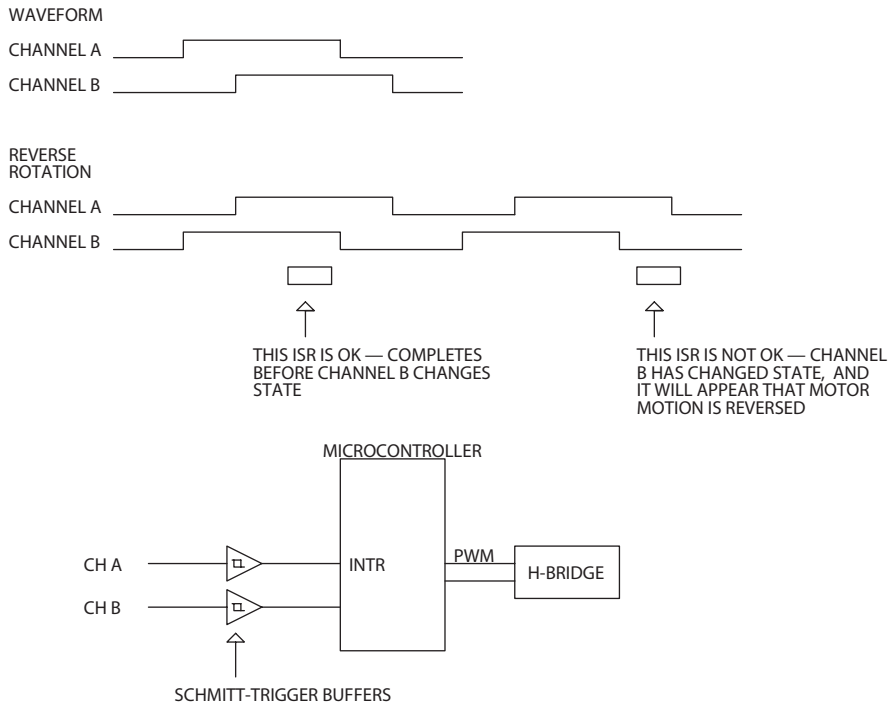 WAVEFORM
CHANNEL A
CHANNEL B
REVERSE
ROTATION
CHANNEL A
CHANNEL B
THIS ISR IS OK — COMPLETES
BEFORE CHANNEL B CHANGES
STATE
THIS ISR IS NOT OK — CHANNEL
B HAS CHANGED STATE, AND
IT WILL APPEAR THAT MOTOR
MOTION IS REVERSED
MICROCONTROLLER
CH A
INTR
PWM
H-BRIDGE
CH B
SCHMITT-TRIGGER BUFFERS